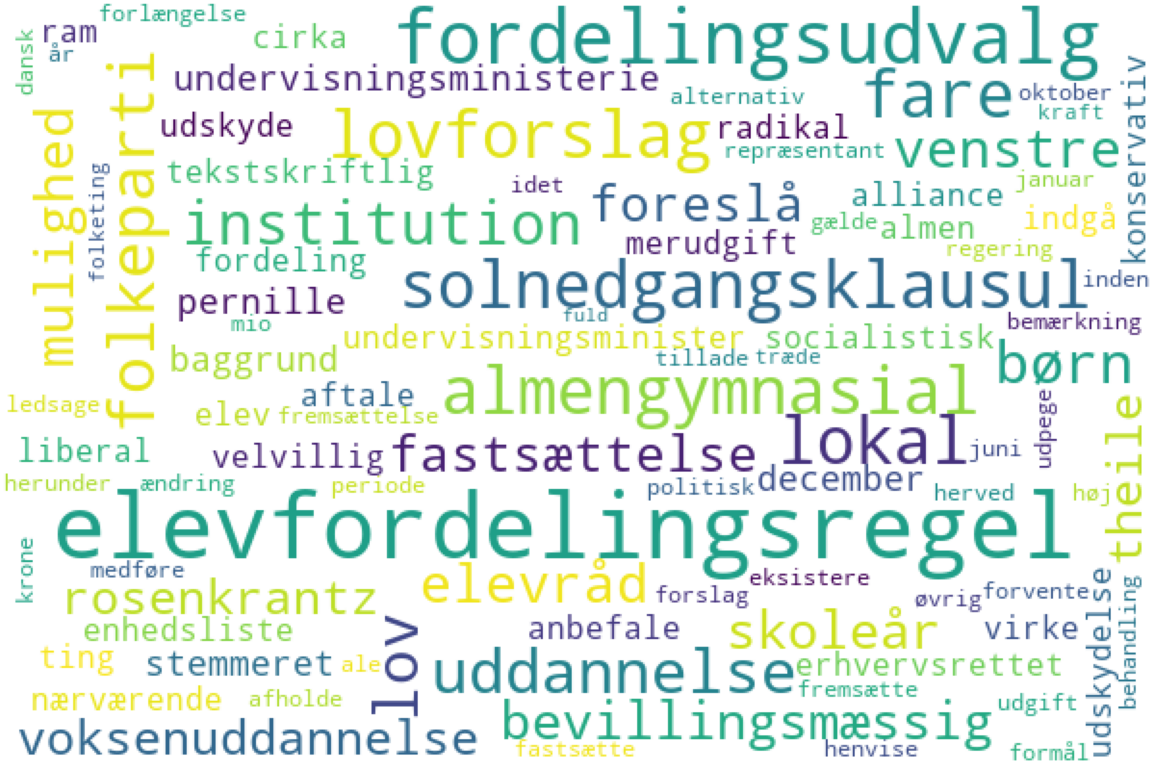 forlængelse
fordelingsudvalg
ram
cirka
dansk
år
undervisningsministerie
fare
oktober
alternativ
kraft
konservativ
folkeparti
mulighed
udskyde
lovforslag
radikal
repræsentant
venstre
folketing
tekstskriftlig
idet
januar
institution
foreslå
alliance
gælde
almen
indgå
merudgift
regering
fordeling
solnedgangsklausul
inden
pernille
mio
fuld
bemærkning
undervisningsminister
socialistisk
baggrund
tillade
træde
børn
aftale
almengymnasial
ledsage
elev
fremsættelse
udpege
theile
liberal
velvillig
fastsættelse
lokal
juni
herunder
ændring
periode
politisk
december
herved
høj
elevfordelingsregel
krone
medføre
elevråd
eksistere
rosenkrantz
forslag
øvrig
forvente
udskydelse
behandling
enhedsliste
lov
anbefale
skoleår
virke
ting
stemmeret
ale
uddannelse
erhvervsrettet
fremsætte
nærværende
afholde
bevillingsmæssig
udgift
voksenuddannelse
fastsætte
henvise
formål